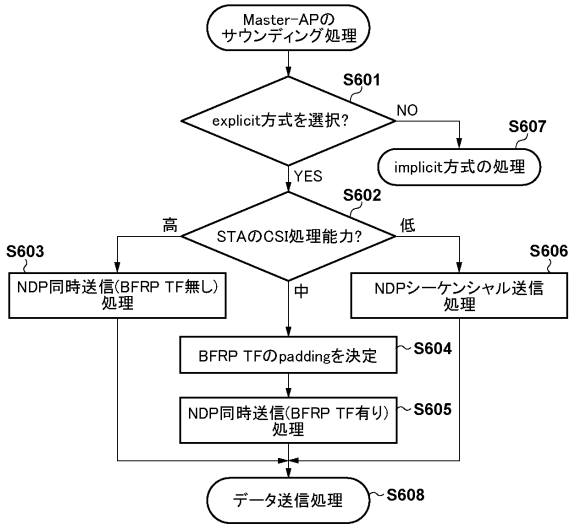 Master-APの
サウンディング処理
S601
explicit方式を選択?
NO
S607
implicit方式の処理
YES
S602
STAのCSI処理能力?
高
低
中
S603
NDP同時送信(BFRP TF無し)
処理
S606
NDPシーケンシャル送信
処理
BFRP TFのpaddingを決定
S604
NDP同時送信(BFRP TF有り)
処理
S605
データ送信処理
S608